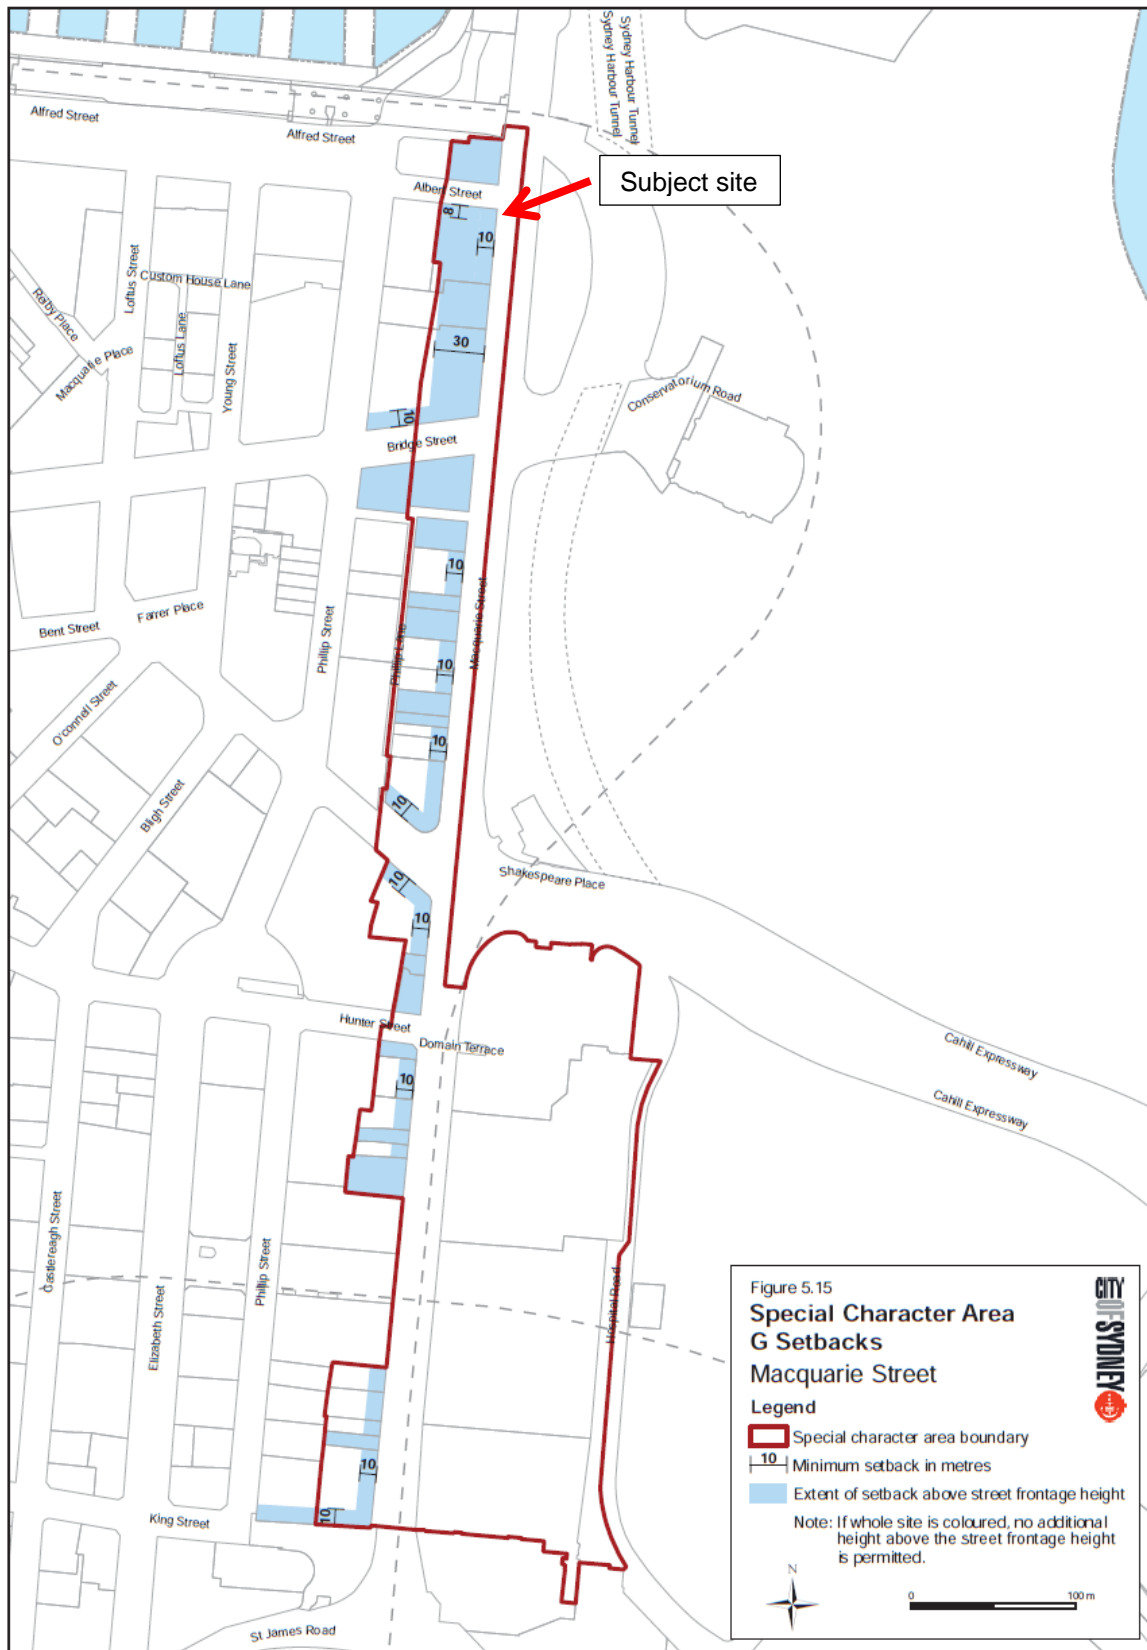 Sydney Harbour Tunnel
Sydney Harbour Tunnel
Alfred Street
Alfred Street
Subject site
Albert Street
8
10
Loftus Street
Custom House Lane
Reiby Place
Loftus Lane
Macquarie Place
Young Street
30
Conservatorium Road
10
Bridge Street
10
Macquarie Street
Farrer Place
Bent Street
Phillip Street
Phillip Lane
10
O'connell Street
10
Bligh Street
10
Shakespeare Place
10
10
Hunter Street
Domain Terrace
Cahill Expressway
10
Cahill Expressway
Castlereagh Street
Phillip Street
Elizabeth Street
Hospital Road
10
10
King Street
St James Road
Figure 5.15
Special Character Area
G Setbacks
Macquarie Street
CITY OF SYDNEY
Legend
Special character area boundary
10 Minimum setback in metres
Extent of setback above street frontage height
Note: If whole site is coloured, no additional
height above the street frontage height
is permitted.
N
0 100 m